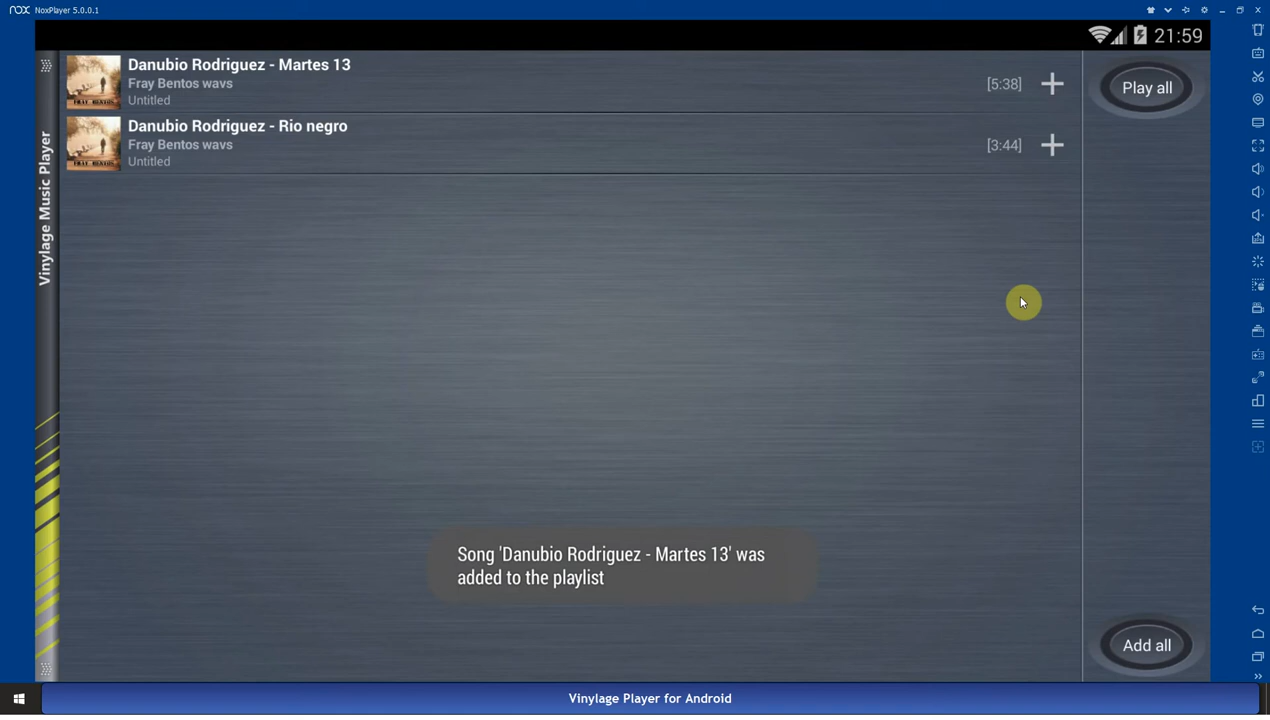 nox NoxPlayer 5.0.0.1
21:59
Vinylage Music Player
Danubio Rodriguez - Martes 13
Fray Bentos wavs
Untitled
[5:38]
Play all
Danubio Rodriguez - Rio negro
Fray Bentos wavs
Untitled
[3:44]
Song 'Danubio Rodriguez - Martes 13' was
added to the playlist
Add all
Vinylage Player for Android